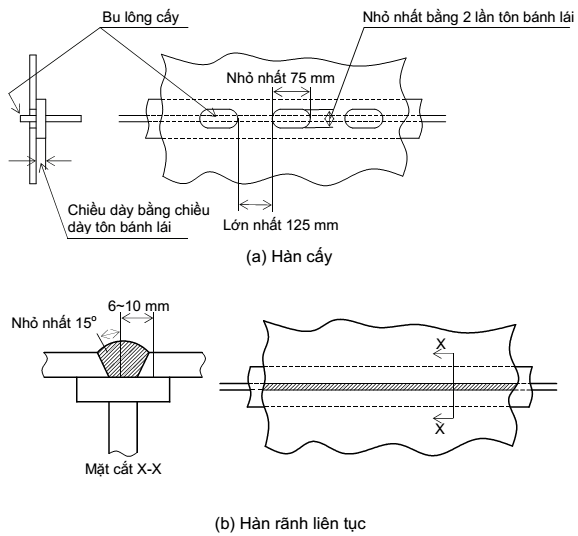 Bu lông cấy
Nhỏ nhất bằng 2 lần tôn bánh lái
Nhỏ nhất 75 mm
Chiều dày bằng chiều
dày tôn bánh lái
Lớn nhất 125 mm
(a) Hàn cấy
6~10 mm
Nhỏ nhất 15⁰
X
X
Mặt cắt X-X
(b) Hàn rãnh liên tục